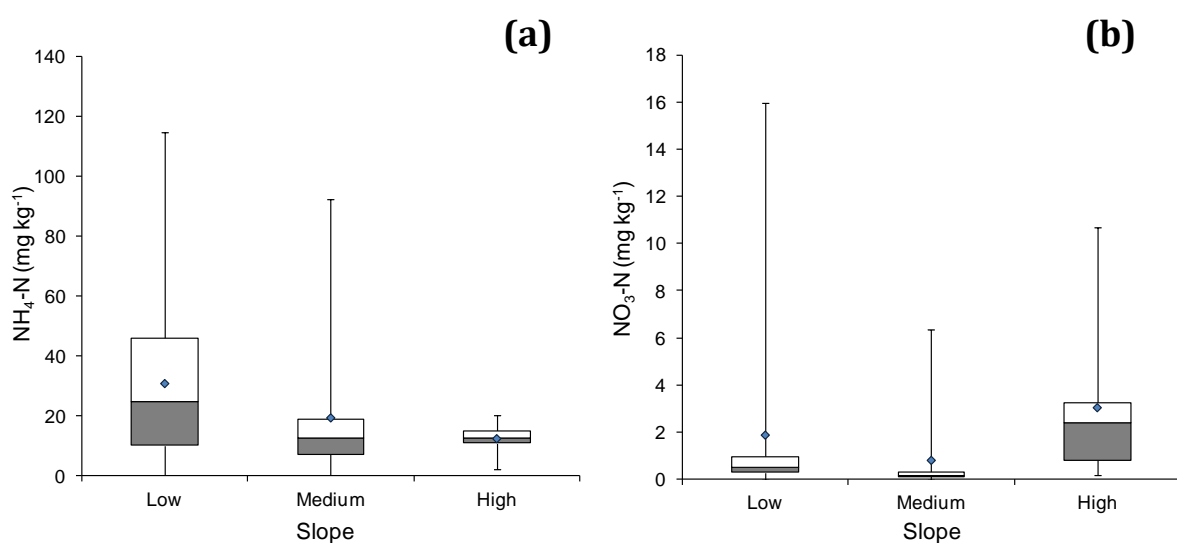 (a)
140
120
100
80
60
40
20
0
NH₄-N (mg kg⁻¹)
Low Medium High
Slope
(b)
18
16
14
12
10
8
6
4
2
0
NO₃-N (mg kg⁻¹)
Low Medium High
Slope